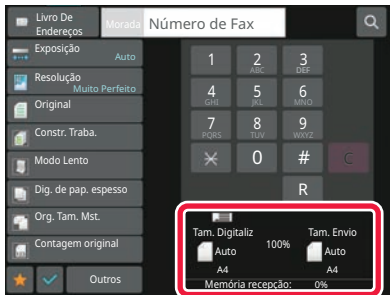 Livro De
Endereços
Morada
Número de Fax
Exposição
Auto
Resolução
Muito Perfeito
Original
Constr. Traba.
Modo Lento
Dig. de pap. espesso
Org. Tam. Mst.
Contagem original
Outros
1
2
ABC
3
DEF
4
GHI
5
JKL
6
MNO
7
PQRS
8
TUV
9
WXYZ
0
#
C
R
Tam. Digitaliz
Tam. Envio
Auto
100%
Auto
A4
A4
Memória recepção: 0%